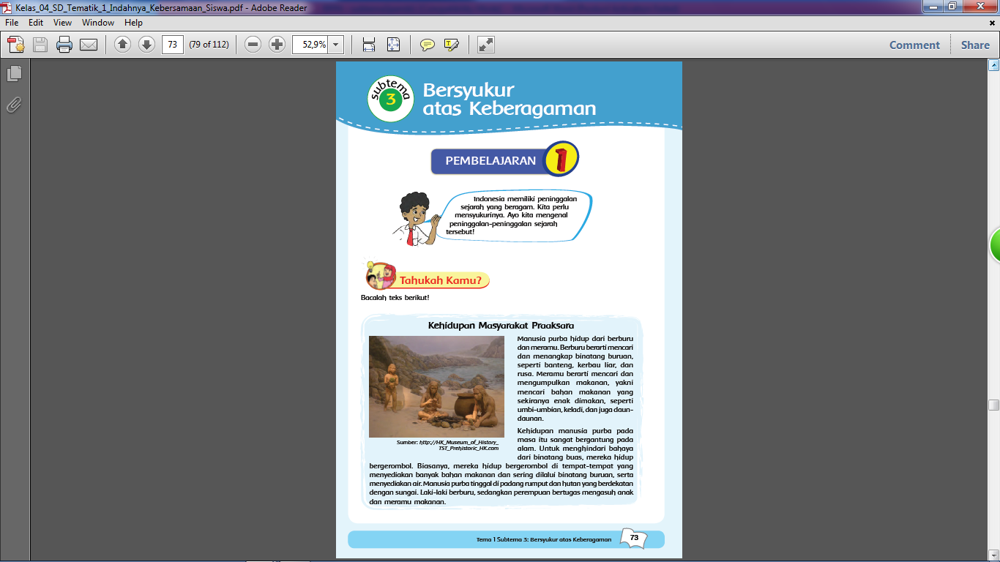 Kelas_04_SD_Tematik_1_Indahnya_Kebersamaan_Siswa.pdf - Adobe Reader
File Edit View Window Help
73 (79 of 112) 52,9% Comment Share
subtema
3
Bersyukur
atas Keberagaman
PEMBELAJARAN 1
Indonesia memiliki peninggalan
sejarah yang beragam. Kita perlu
mensyukurinya. Ayo kita mengenal
peninggalan-peninggalan sejarah
tersebut!
Tahukah Kamu?
Bacalah teks berikut!
Kehidupan Masyarakat Praaksara
Manusia purba hidup dari berburu
dan meramu. Berburu berarti mencari
dan menangkap binatang buruan,
seperti banteng, kerbau liar, dan
rusa. Meramu berarti mencari dan
mengumpulkan makanan, yakni
mencari bahan makanan yang
sekiranya enak dimakan, seperti
umbi-umbian, keladi, dan juga daun-
daunan.
Sumber: http://HK_Museum_of_History_
TST_Prehistoric_HK.com
Kehidupan manusia purba pada
masa itu sangat bergantung pada
alam. Untuk menghindari bahaya
dari binatang buas, mereka hidup
bergerombol. Biasanya, mereka hidup bergerombol di tempat-tempat yang
menyediakan banyak bahan makanan dan sering dilalui binatang buruan, serta
menyediakan air. Manusia purba tinggal di padang rumput dan hutan yang berdekatan
dengan sungai. Laki-laki berburu, sedangkan perempuan bertugas mengasuh anak
dan meramu makanan.
Tema 1 Subtema 3: Bersyukur atas Keberagaman 73